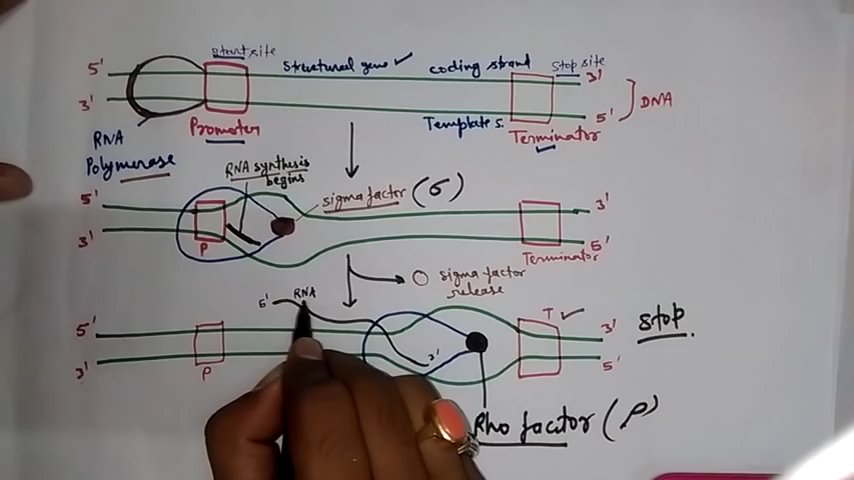 start site
5' structural gene ✓ coding strand stop site 3'
3' 5' DNA
RNA Promoter Template s. Terminator
Polymerase
RNA synthesis
begins
5' sigma factor (σ) 3'
3' P 5'
Terminator
sigma factor
release
5' RNA
T ✓
5' 3' stop.
3' P 3' 5'
Rho factor (ρ)